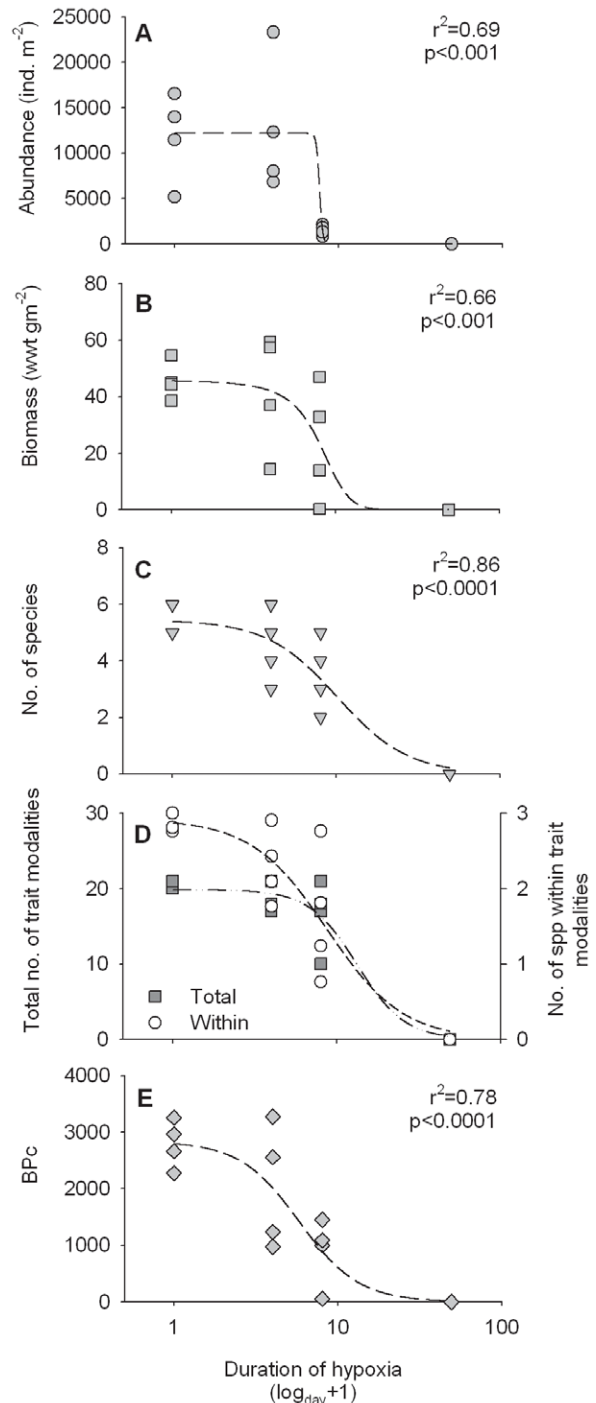 A
r²=0.69
p<0.001
25000
20000
15000
10000
5000
0
Abundance (ind. m⁻²)
B
r²=0.66
p<0.001
80
60
40
20
0
Biomass (wwt gm⁻²)
C
r²=0.86
p<0.0001
8
6
4
2
0
No. of species
D
30
20
10
0
Total no. of trait modalities
Total
Within
3
2
1
0
No. of spp within trait
modalities
E
r²=0.78
p<0.0001
4000
3000
2000
1000
0
BPc
1 10 100
Duration of hypoxia
(log_day+1)